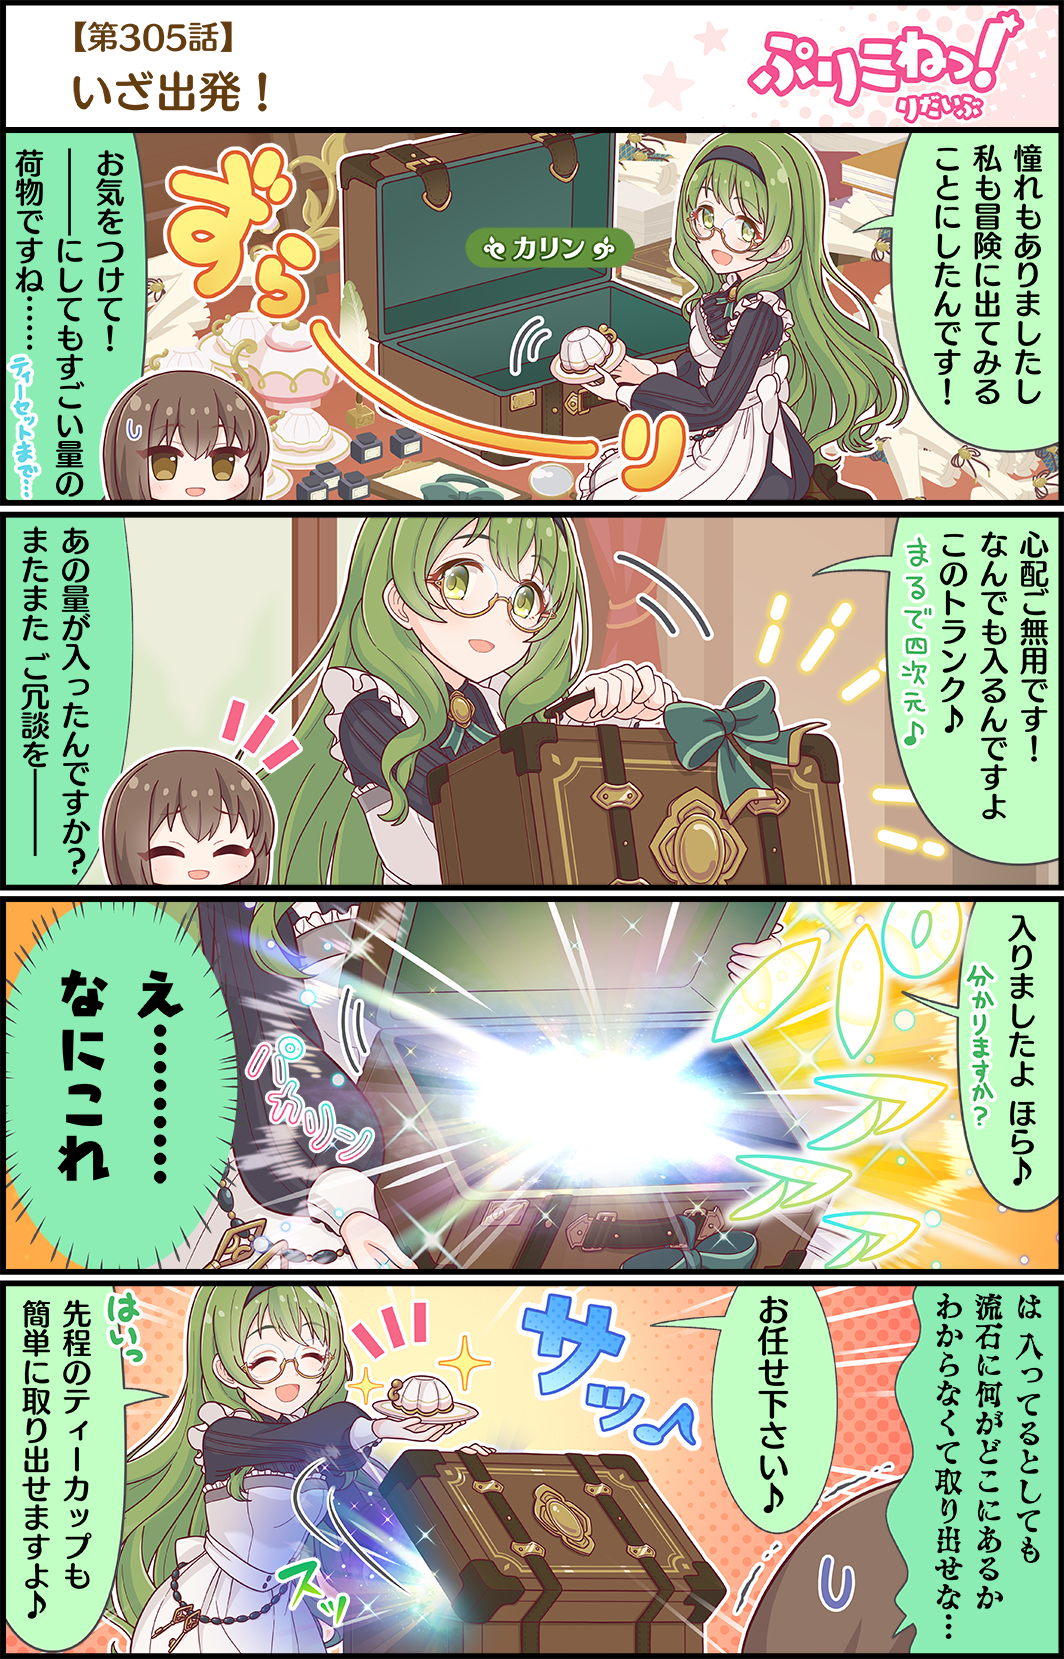 【第305話】
いざ出発！
ぷりこねっ！
りだいぶ
憧れもありましたし
私も冒険に出てみる
ことにしたんです！
カリン
ずらーーり
お気をつけて！
――にしてもすごい量の
荷物ですね……
ティーセットまで…
心配ご無用です！
なんでも入るんですよ
このトランク♪
まるで四次元♪
あの量が入ったんですか？
またまた ご冗談を――
入りましたよ ほら♪
分かりますか？
パアアアア
パカリン
え………
なにこれ
は 入ってるとしても
流石に何がどこにあるか
わからなくて取り出せな…
お任せ下さい♪
サッ♪
スッ
はいっ
先程のティーカップも
簡単に取り出せますよ♪